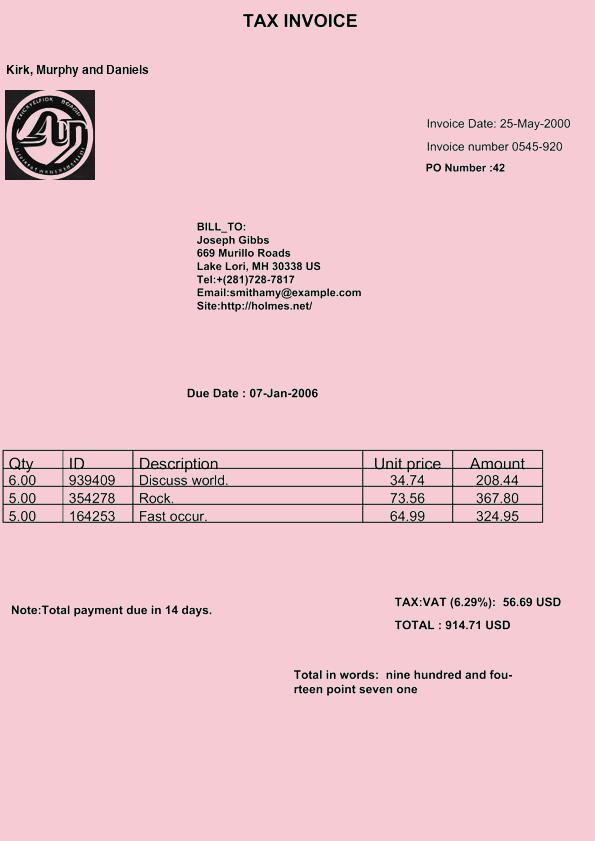 TAX INVOICE
Kirk, Murphy and Daniels
Invoice Date: 25-May-2000
Invoice number 0545-920
PO Number :42
BILL_TO:
Joseph Gibbs
669 Murillo Roads
Lake Lori, MH 30338 US
Tel:+(281)728-7817
Email:smithamy@example.com
Site:http://holmes.net/
Due Date : 07-Jan-2006
Qty ID Description Unit price Amount
6.00 939409 Discuss world. 34.74 208.44
5.00 354278 Rock. 73.56 367.80
5.00 164253 Fast occur. 64.99 324.95
TAX:VAT (6.29%): 56.69 USD
Note:Total payment due in 14 days.
TOTAL : 914.71 USD
Total in words: nine hundred and fou-
rteen point seven one